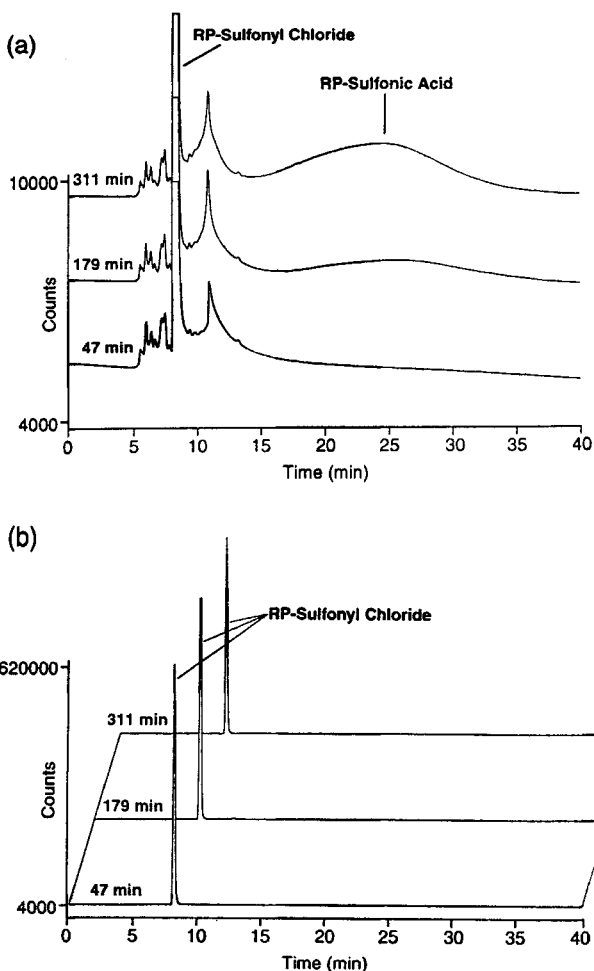 (a)
RP-Sulfonyl Chloride
RP-Sulfonic Acid
10000
311 min
179 min
47 min
Counts
4000
0 5 10 15 20 25 30 35 40
Time (min)
(b)
RP-Sulfonyl Chloride
620000
311 min
179 min
47 min
Counts
4000
0 5 10 15 20 25 30 35 40
Time (min)